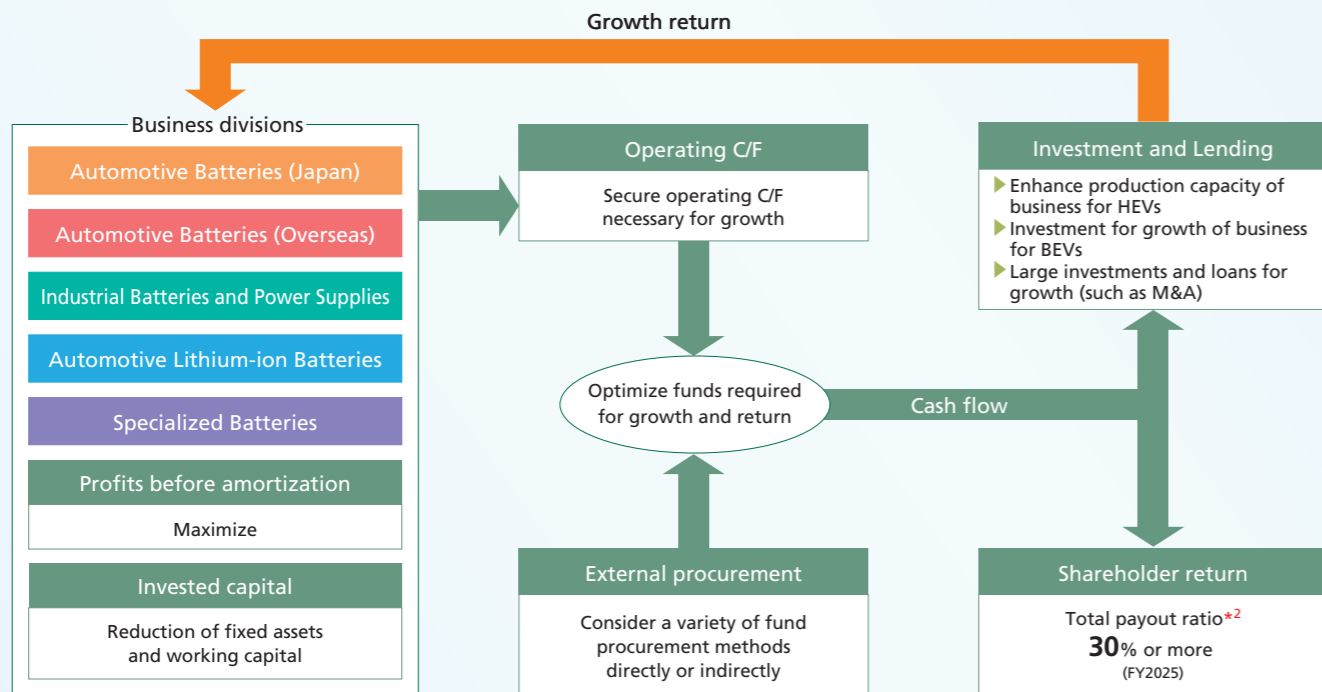 Growth return
Business divisions
Automotive Batteries (Japan)
Automotive Batteries (Overseas)
Industrial Batteries and Power Supplies
Automotive Lithium-ion Batteries
Specialized Batteries
Profits before amortization
Maximize
Invested capital
Reduction of fixed assets
and working capital
Operating C/F
Secure operating C/F
necessary for growth
Optimize funds required
for growth and return
External procurement
Consider a variety of fund
procurement methods
directly or indirectly
Cash flow
Investment and Lending
Enhance production capacity of
business for HEVs
Investment for growth of business
for BEVs
Large investments and loans for
growth (such as M&A)
Shareholder return
Total payout ratio*2
30% or more
(FY2025)